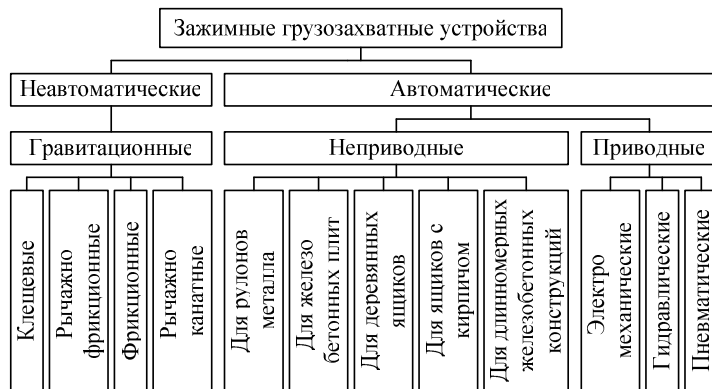 Зажимные грузозахватные устройства
Неавтоматические
Автоматические
Гравитационные
Неприводные
Приводные
Клещевые
Рычажно
фрикционные
Фрикционные
Рычажно
канатные
Для рулонов
металла
Для железо
бетонных плит
Для деревянных
ящиков
Для ящиков с
кирпичом
Для длинномерных
железобетонных
конструкций
Электро
механические
Гидравлические
Пневматические